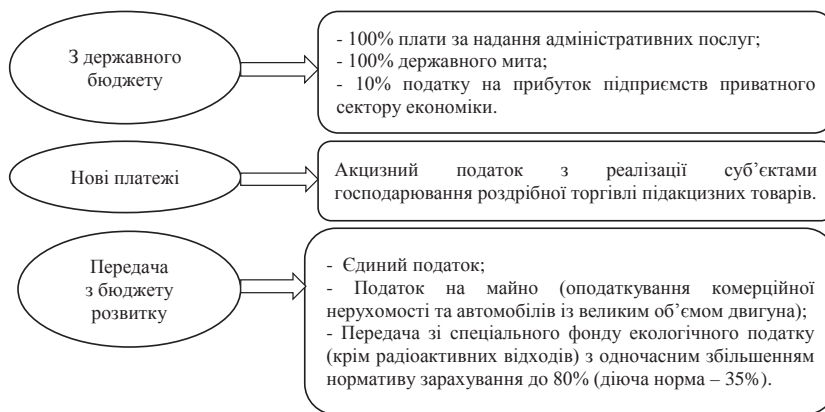 З державного
бюджету
- 100% плати за надання адміністративних послуг;
- 100% державного мита;
- 10% податку на прибуток підприємств приватного
сектору економіки.
Нові платежі
Акцизний податок з реалізації суб’єктами
господарювання роздрібної торгівлі підакцизних товарів.
Передача
з бюджету
розвитку
- Єдиний податок;
- Податок на майно (оподаткування комерційної
нерухомості та автомобілів із великим об’ємом двигуна);
- Передача зі спеціального фонду екологічного податку
(крім радіоактивних відходів) з одночасним збільшенням
нормативу зарахування до 80% (діюча норма – 35%).